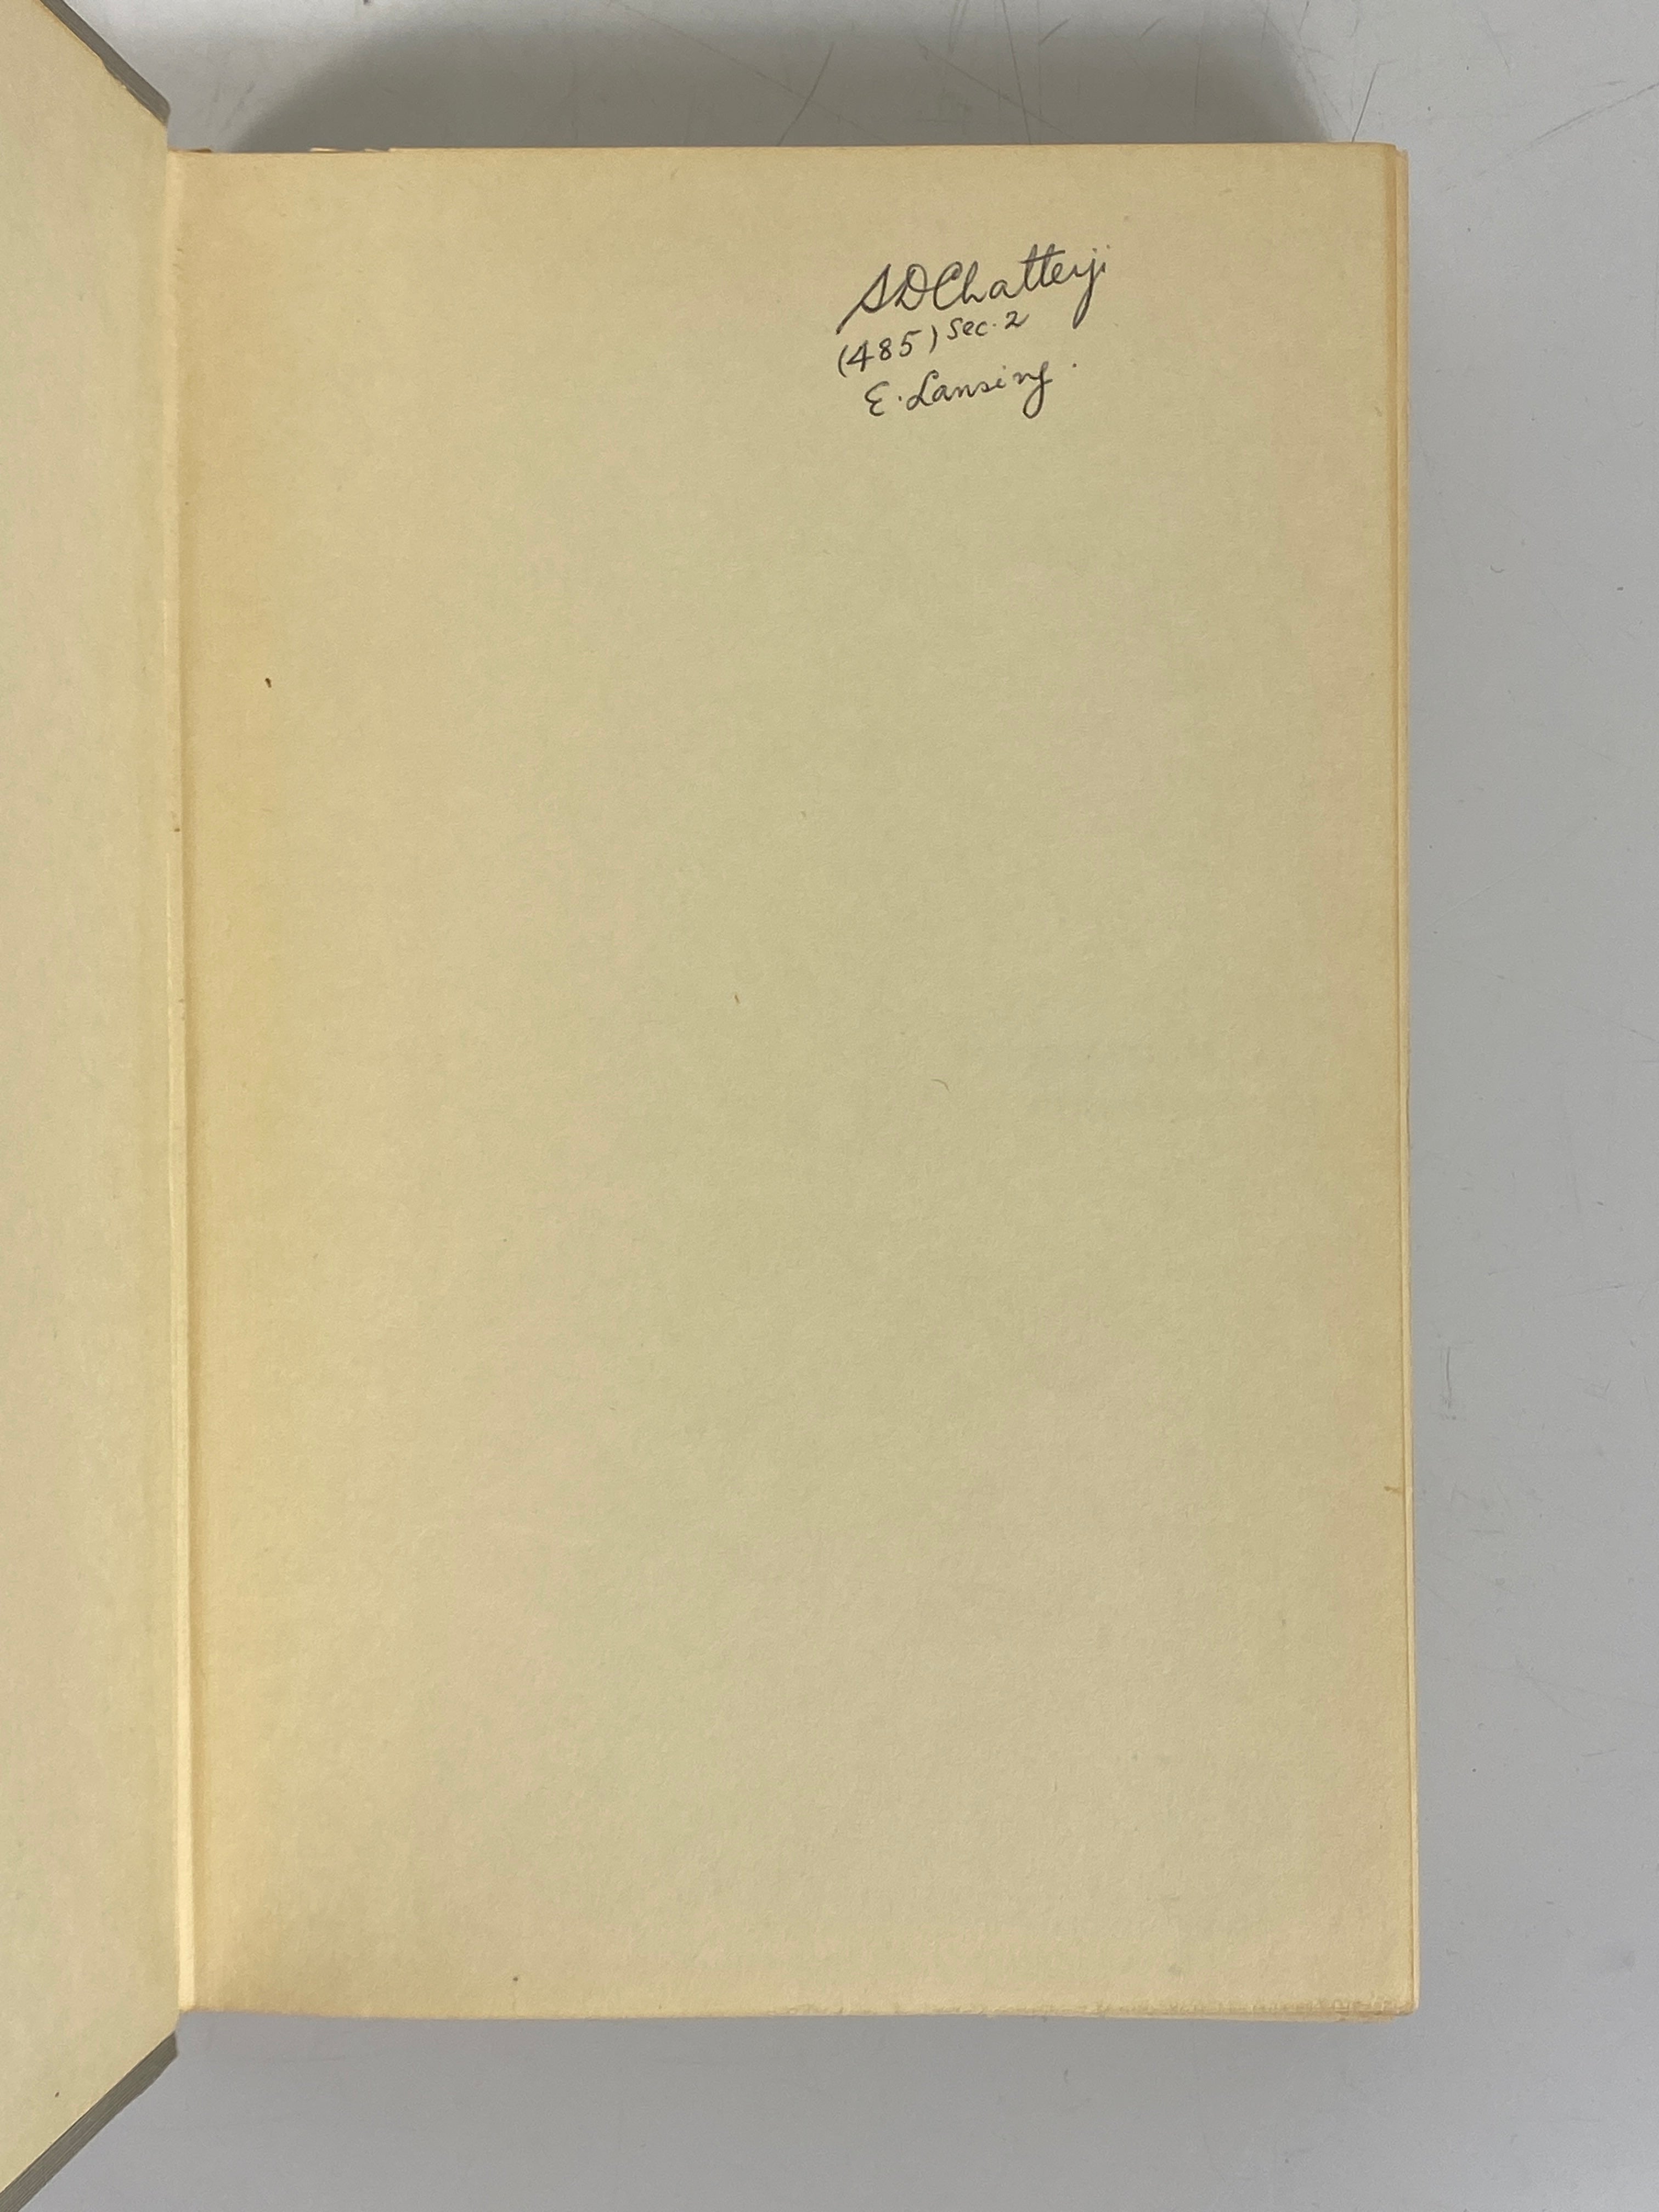 SDChatterji
(485) Sec. 2
E. Lansing.